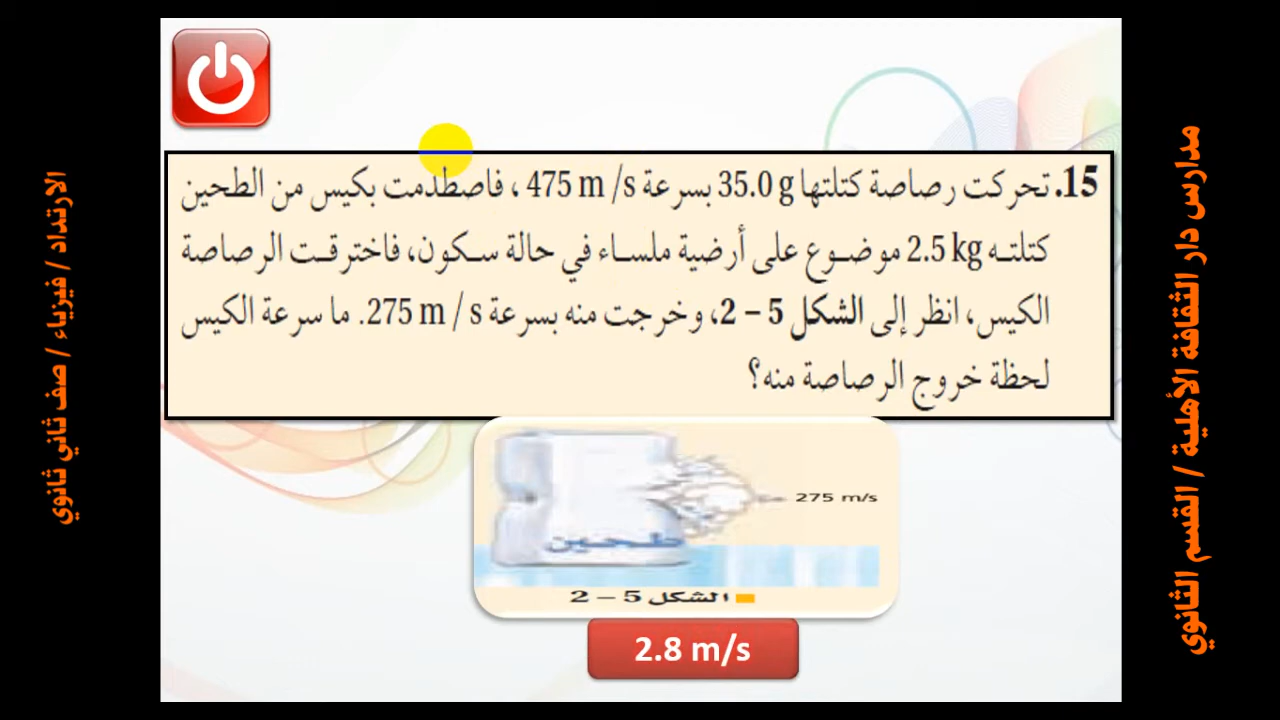 15. تحركت رصاصة كتلتها 35.0 g بسرعة 475 m/s ، فاصطدمت بكيس من الطحين
كتلته 2.5 kg موضوع على أرضية ملساء في حالة سكون، فاخترقت الرصاصة
الكيس، انظر إلى الشكل 5 – 2، وخرجت منه بسرعة 275 m/s. ما سرعة الكيس
لحظة خروج الرصاصة منه؟
275 m/s
طحين
الشكل 5 – 2
2.8 m/s
مدارس دار الثقافة الأهلية / القسم الثانوي
الارتداد / فيزياء / صف ثاني ثانوي